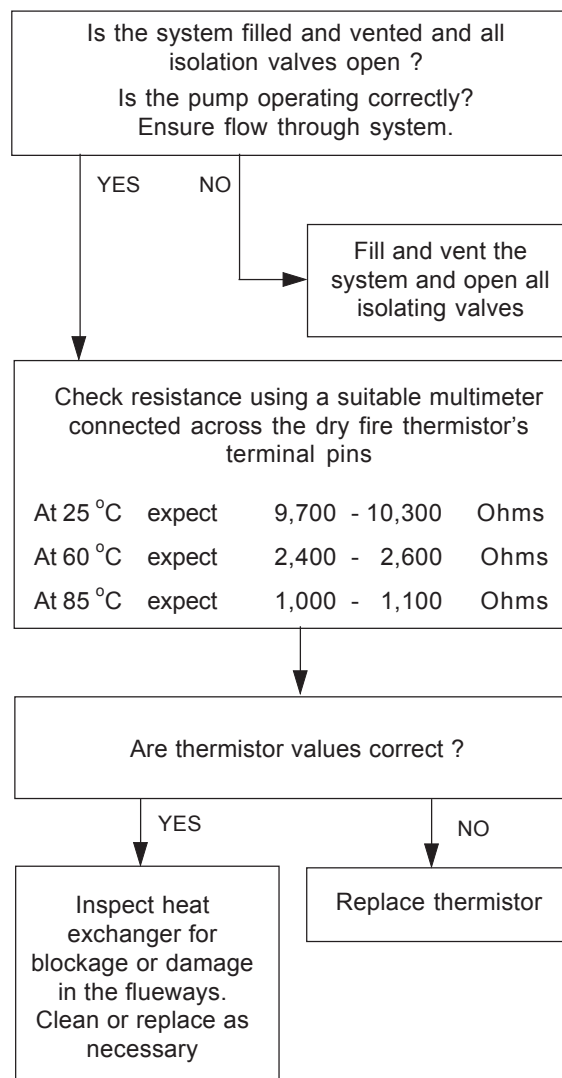 Is the system filled and vented and all
isolation valves open ?
Is the pump operating correctly?
Ensure flow through system.
YES
NO
Fill and vent the
system and open all
isolating valves
Check resistance using a suitable multimeter
connected across the dry fire thermistor's
terminal pins
At 25 °C expect 9,700 - 10,300 Ohms
At 60 °C expect 2,400 - 2,600 Ohms
At 85 °C expect 1,000 - 1,100 Ohms
Are thermistor values correct ?
YES
NO
Inspect heat
exchanger for
blockage or damage
in the flueways.
Clean or replace as
necessary
Replace thermistor